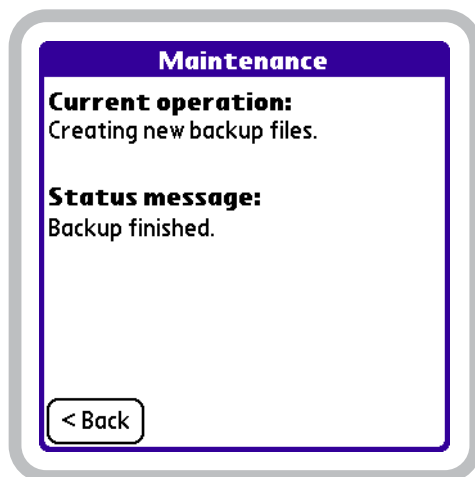 Maintenance
Current operation:
Creating new backup files.
Status message:
Backup finished.
< Back